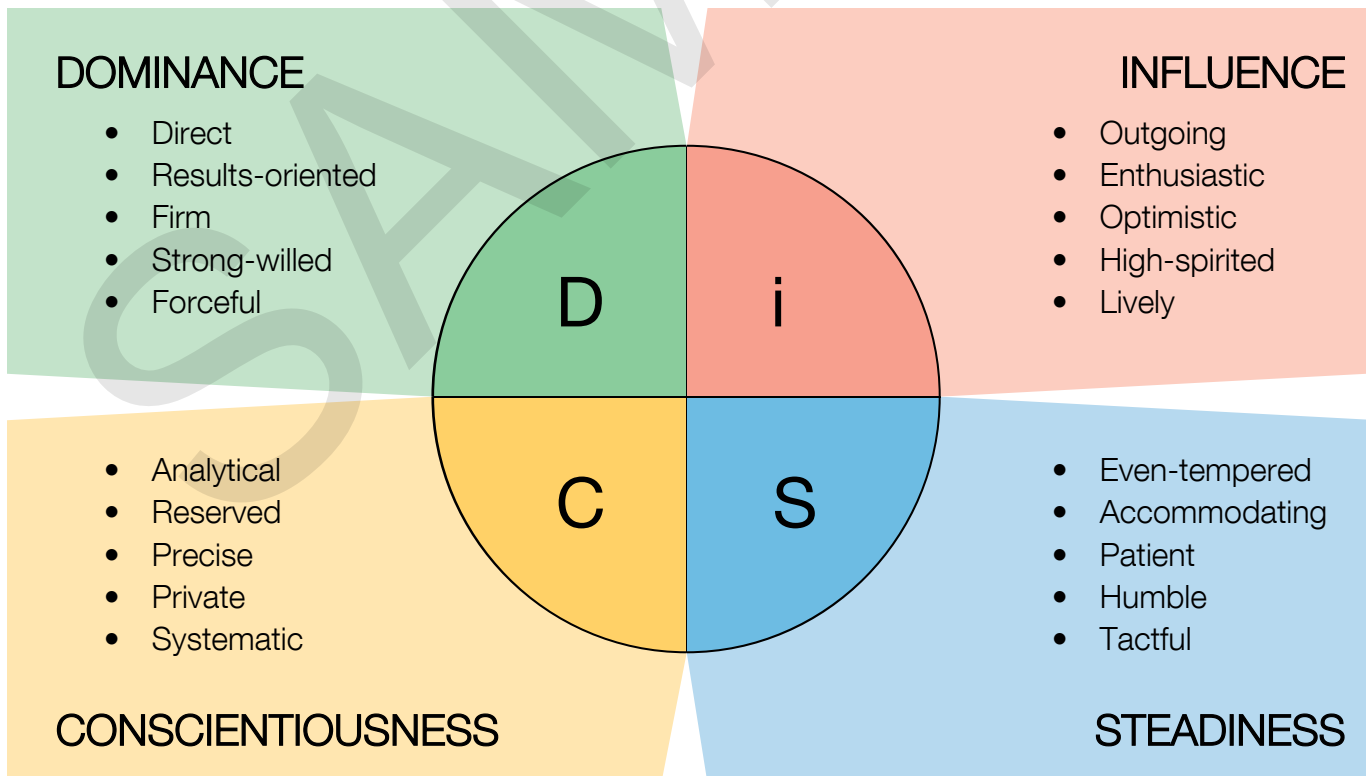 DOMINANCE
• Direct
• Results-oriented
• Firm
• Strong-willed
• Forceful
INFLUENCE
• Outgoing
• Enthusiastic
• Optimistic
• High-spirited
• Lively
D
i
C
S
• Analytical
• Reserved
• Precise
• Private
• Systematic
CONSCIENTIOUSNESS
• Even-tempered
• Accommodating
• Patient
• Humble
• Tactful
STEADINESS